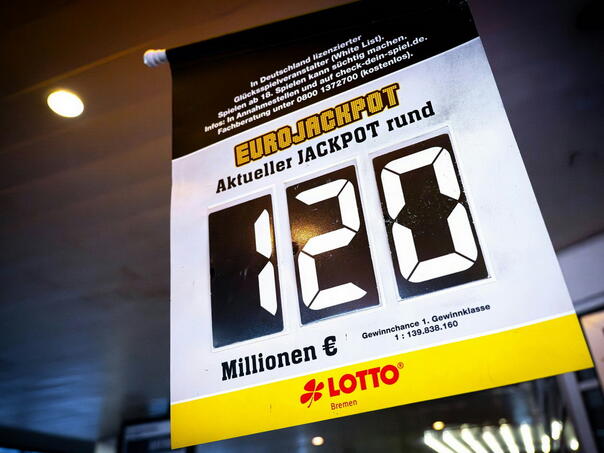 In Deutschland lizenzierter
Glücksspielveranstalter (White List).
Spielen ab 18. Spielen kann süchtig machen.
Infos: In Annahmestellen und auf check-dein-spiel.de.
Fachberatung unter 0800 1372700 (kostenlos).
EUROJACKPOT
Aktueller JACKPOT rund
120
Millionen €
Gewinnchance 1. Gewinnklasse
1 : 139.838.160
LOTTO®
Bremen